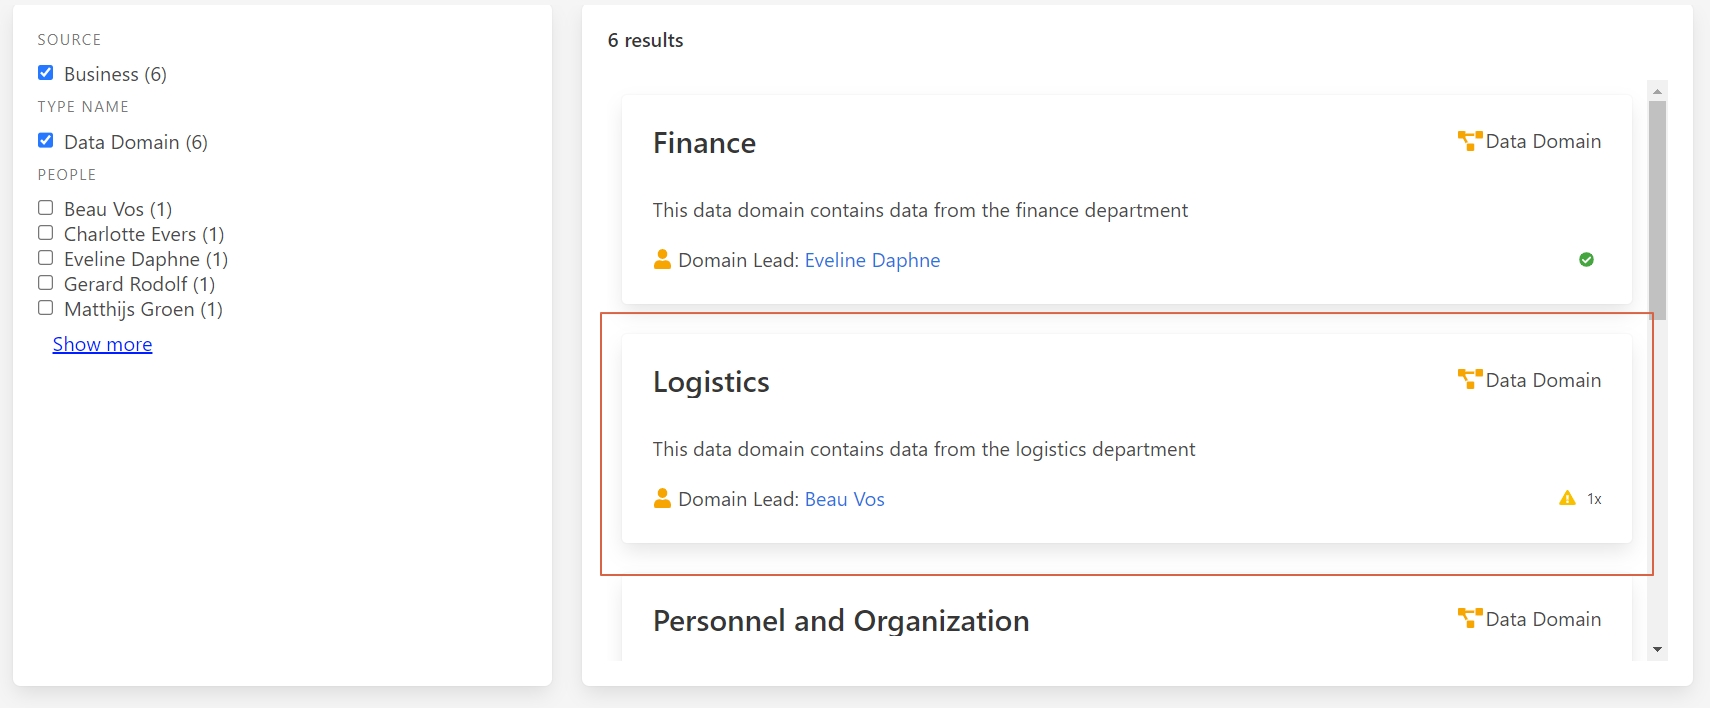 SOURCE
Business (6)
TYPE NAME
Data Domain (6)
PEOPLE
Beau Vos (1)
Charlotte Evers (1)
Eveline Daphne (1)
Gerard Rodolf (1)
Matthijs Groen (1)
Show more
6 results
Finance
Data Domain
This data domain contains data from the finance department
Domain Lead: Eveline Daphne
Logistics
Data Domain
This data domain contains data from the logistics department
Domain Lead: Beau Vos
1x
Personnel and Organization
Data Domain